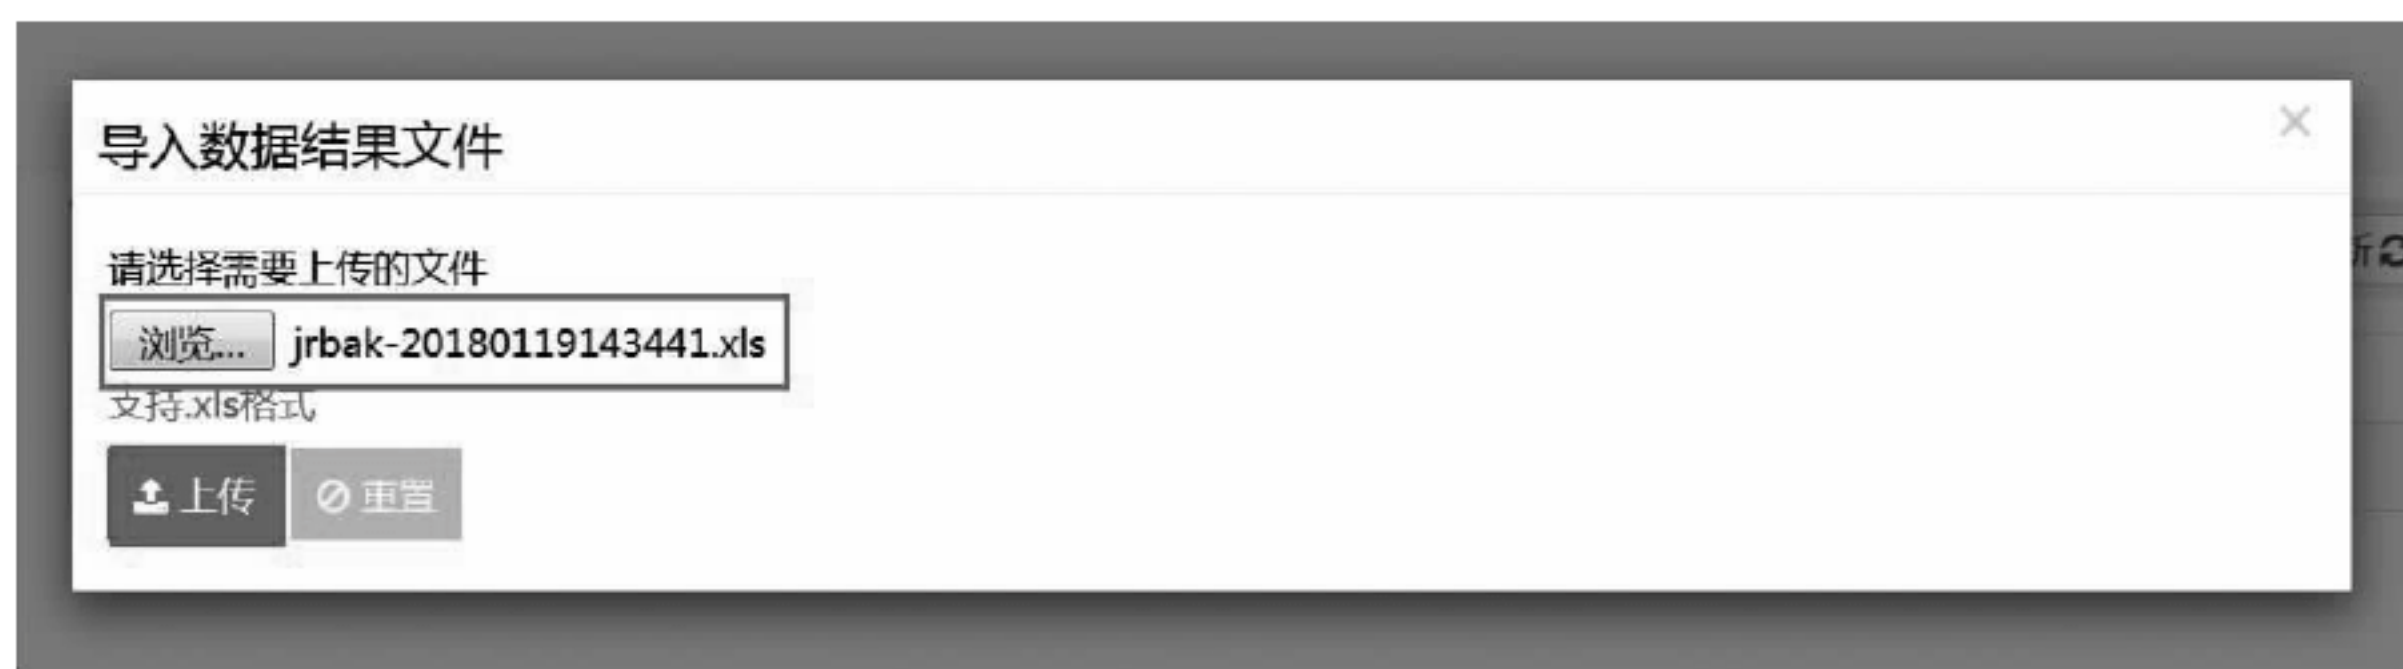 导入数据结果文件
×
请选择需要上传的文件
浏览... jrbak-20180119143441.xls
支持.xls格式
上传 重置